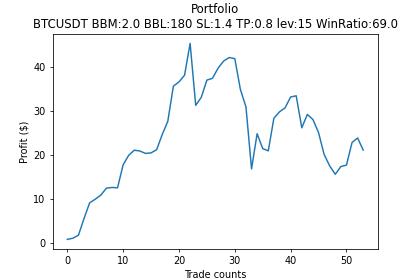 Portfolio
BTCUSDT BBM:2.0 BBL:180 SL:1.4 TP:0.8 lev:15 WinRatio:69.0
Profit ($)
40
30
20
10
0
0 10 20 30 40 50
Trade counts